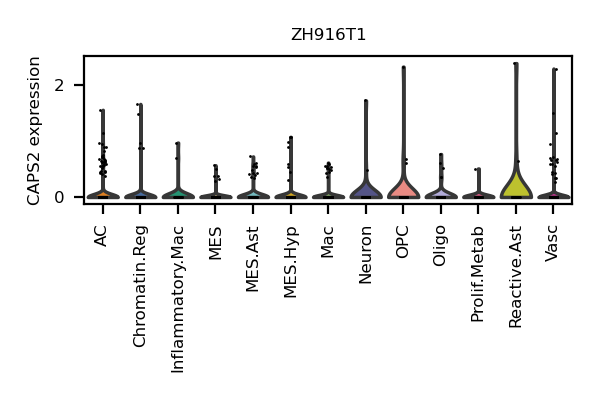 ZH916T1
CAPS2 expression
2
0
AC
Chromatin.Reg
Inflammatory.Mac
MES
MES.Ast
MES.Hyp
Mac
Neuron
OPC
Oligo
Prolif.Metab
Reactive.Ast
Vasc